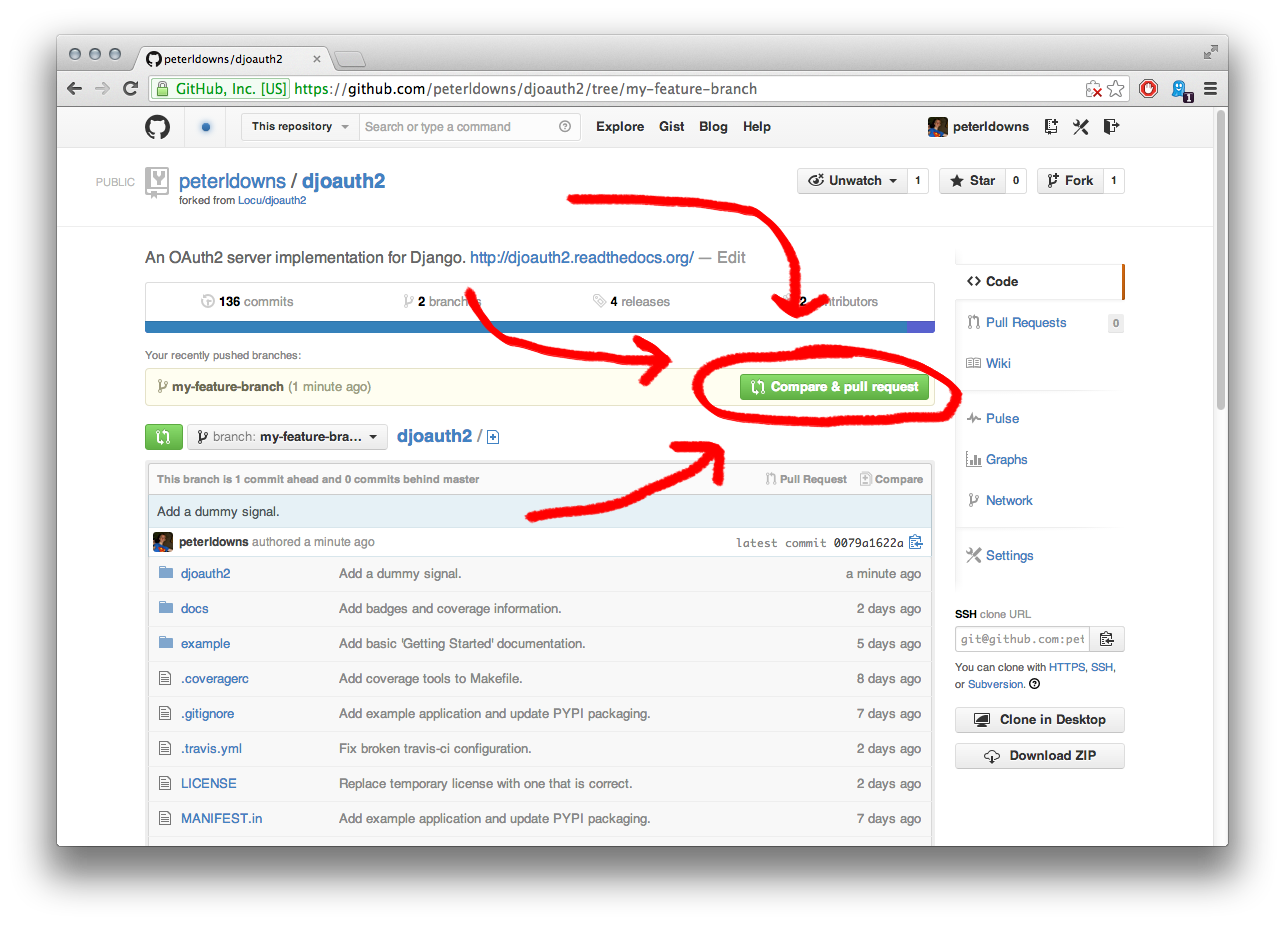 peterldowns/djoauth2
GitHub, Inc. [US] https://github.com/peterldowns/djoauth2/tree/my-feature-branch
1
This repository Search or type a command Explore Gist Blog Help peterldowns
PUBLIC peterldowns / djoauth2 Unwatch 1 Star 0 Fork 1
forked from Locu/djoauth2
An OAuth2 server implementation for Django. http://djoauth2.readthedocs.org/ — Edit
136 commits 2 branches 4 releases 2
Your recently pushed branches:
my-feature-branch (1 minute ago) Compare & pull request
branch: my-feature-bra... djoauth2 /
This branch is 1 commit ahead and 0 commits behind master Pull Request Compare
Add a dummy signal.
peterldowns authored a minute ago latest commit 0079a1622a
djoauth2 Add a dummy signal. a minute ago
docs Add badges and coverage information. 2 days ago
example Add basic 'Getting Started' documentation. 5 days ago
.coveragerc Add coverage tools to Makefile. 8 days ago
.gitignore Add example application and update PYPI packaging. 7 days ago
.travis.yml Fix broken travis-ci configuration. 2 days ago
LICENSE Replace temporary license with one that is correct. 2 days ago
MANIFEST.in Add example application and update PYPI packaging. 7 days ago
Code
Pull Requests 0
Wiki
Pulse
Graphs
Network
Settings
SSH clone URL
git@github.com:pet
You can clone with HTTPS, SSH,
or Subversion.
Clone in Desktop
Download ZIP